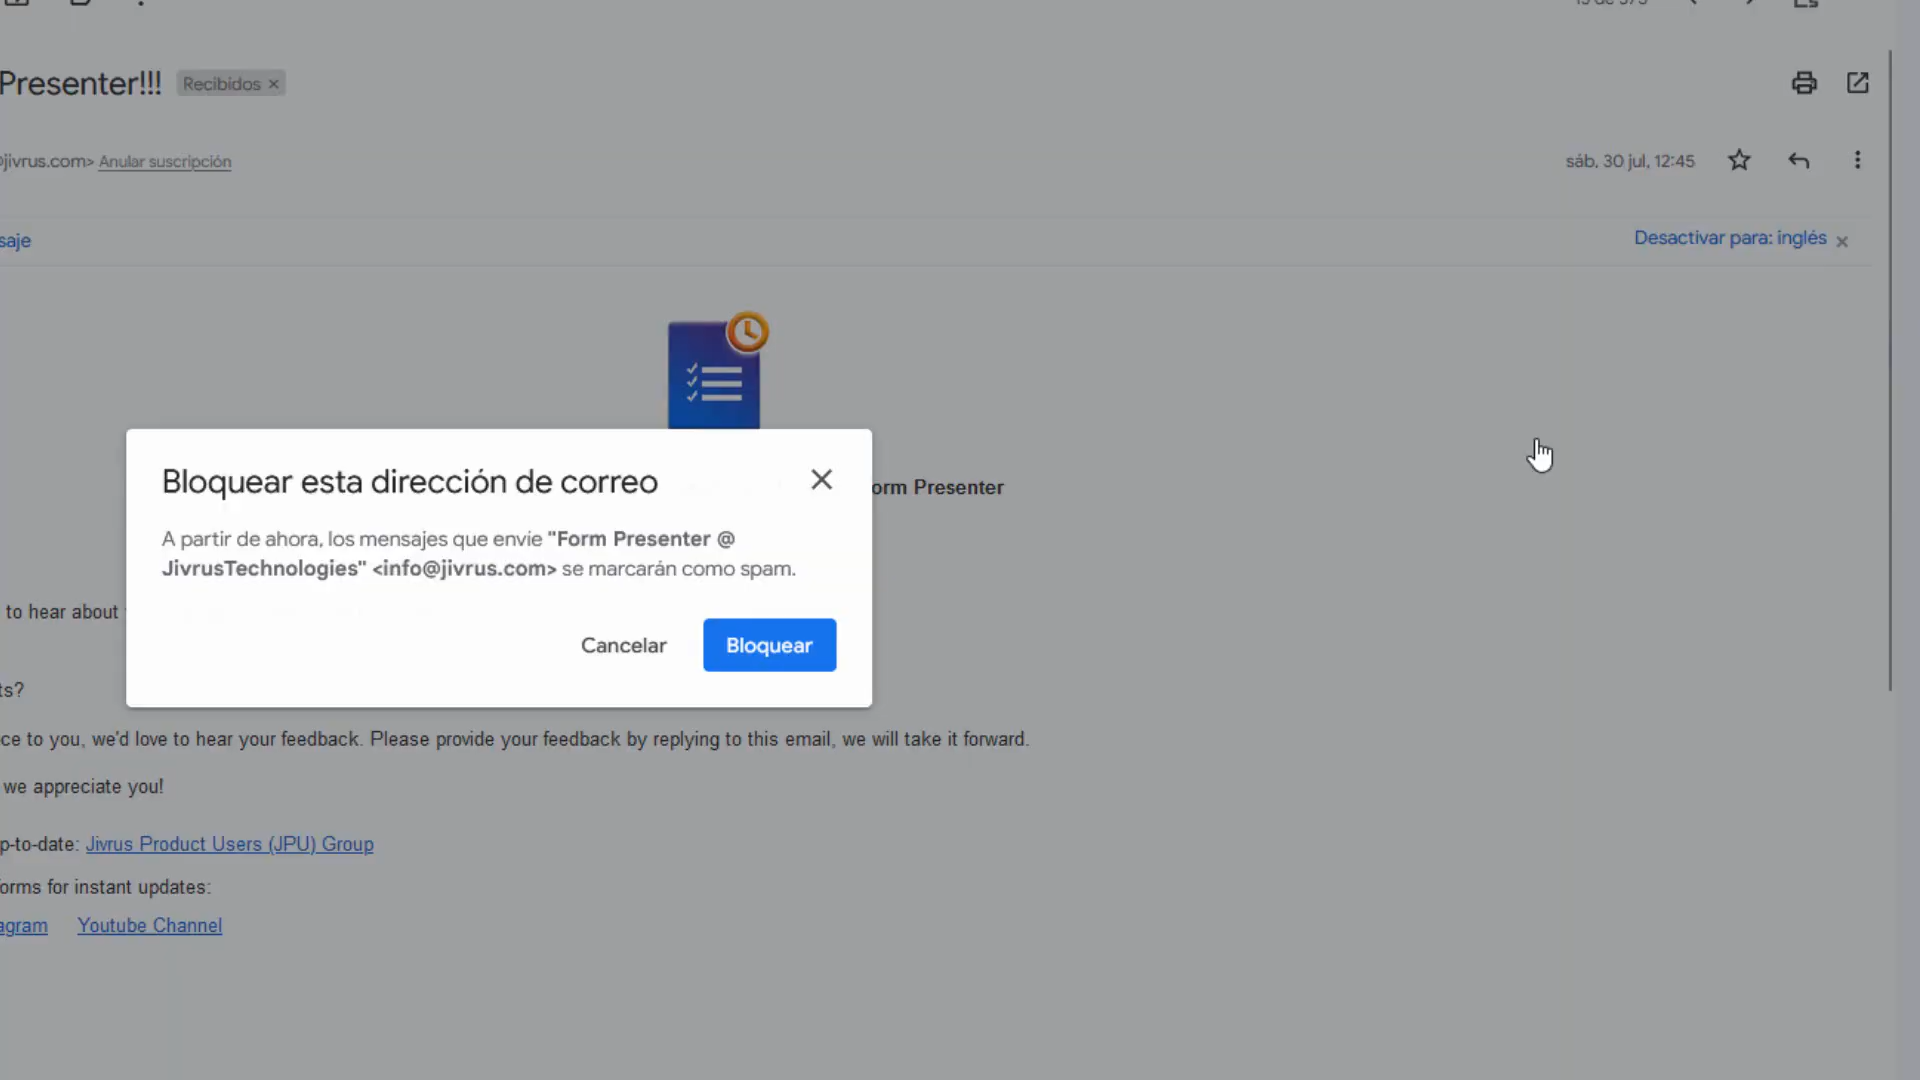 Presenter!!! Recibidos ×
jivrus.com> Anular suscripción
sáb, 30 jul, 12:45
saje
Desactivar para: inglés ×
orm Presenter
Bloquear esta dirección de correo
A partir de ahora, los mensajes que envíe "Form Presenter @
JivrusTechnologies" <info@jivrus.com> se marcarán como spam.
to hear about
Cancelar Bloquear
ts?
ce to you, we'd love to hear your feedback. Please provide your feedback by replying to this email, we will take it forward.
we appreciate you!
p-to-date: Jivrus Product Users (JPU) Group
orms for instant updates:
agram Youtube Channel